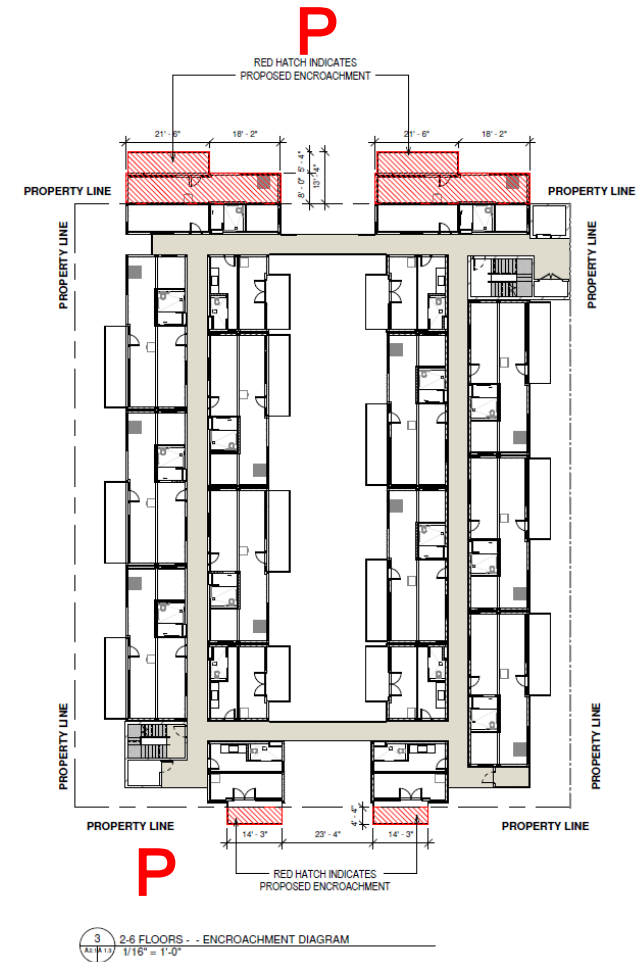 P
RED HATCH INDICATES
PROPOSED ENCROACHMENT
21' - 6" 18' - 2" 21' - 6" 18' - 2"
5' - 4"
8' - 0"
13' - 4"
PROPERTY LINE PROPERTY LINE
PROPERTY LINE
PROPERTY LINE
PROPERTY LINE
PROPERTY LINE
4' - 4"
PROPERTY LINE PROPERTY LINE
14' - 3" 23' - 4" 14' - 3"
P
RED HATCH INDICATES
PROPOSED ENCROACHMENT
3 2-6 FLOORS - - ENCROACHMENT DIAGRAM
1/16" = 1'-0"